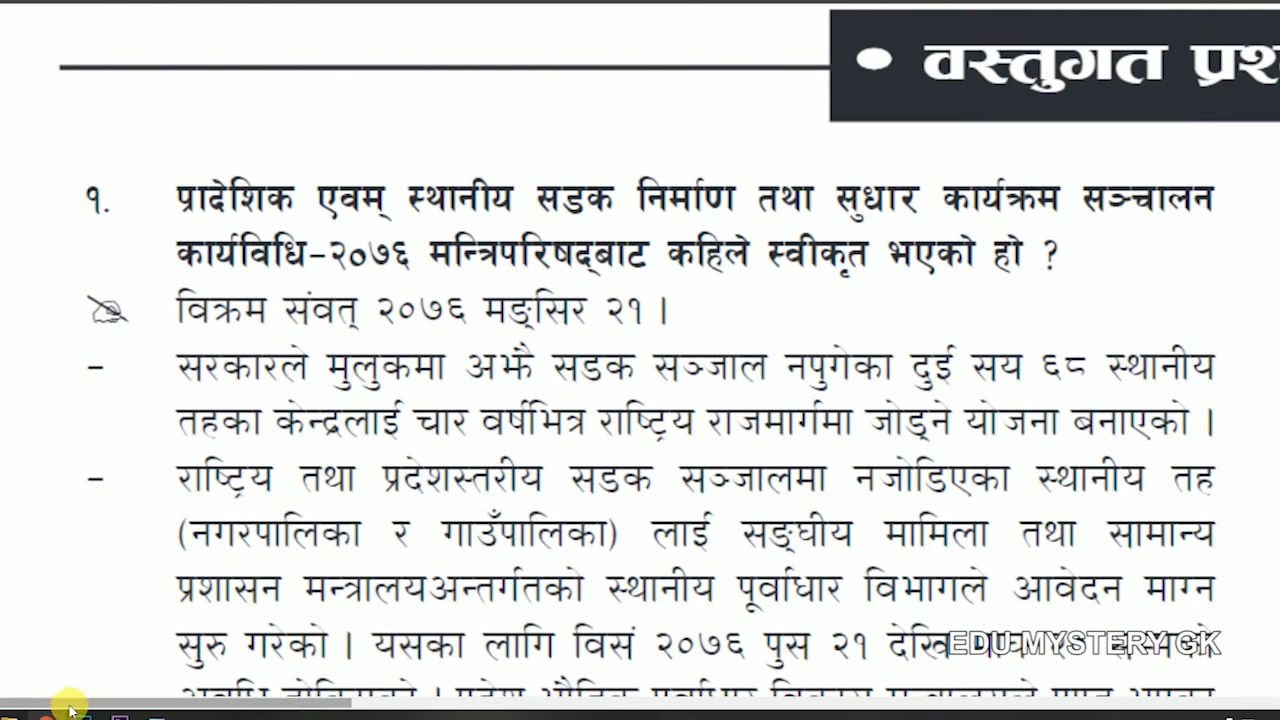 वस्तुगत
१. प्रादेशिक एवम् स्थानीय सडक निर्माण तथा सुधार कार्यक्रम सञ्चालन
कार्यविधि-२०७६ मन्त्रिपरिषद्बाट कहिले स्वीकृत भएको हो ?
विक्रम संवत् २०७६ मङ्सिर २१ ।
- सरकारले मुलुकमा अझै सडक सञ्जाल नपुगेका दुई सय ६८ स्थानीय
तहका केन्द्रलाई चार वर्षभित्र राष्ट्रिय राजमार्गमा जोड्ने योजना बनाएको ।
- राष्ट्रिय तथा प्रदेशस्तरीय सडक सञ्जालमा नजोडिएका स्थानीय तह
(नगरपालिका र गाउँपालिका) लाई सङ्घीय मामिला तथा सामान्य
प्रशासन मन्त्रालयअन्तर्गतको स्थानीय पूर्वाधार विभागले आवेदन माग्न
सुरु गरेको । यसका लागि विसं २०७६ पुस २१ देखि
EDU MYSTERY GK